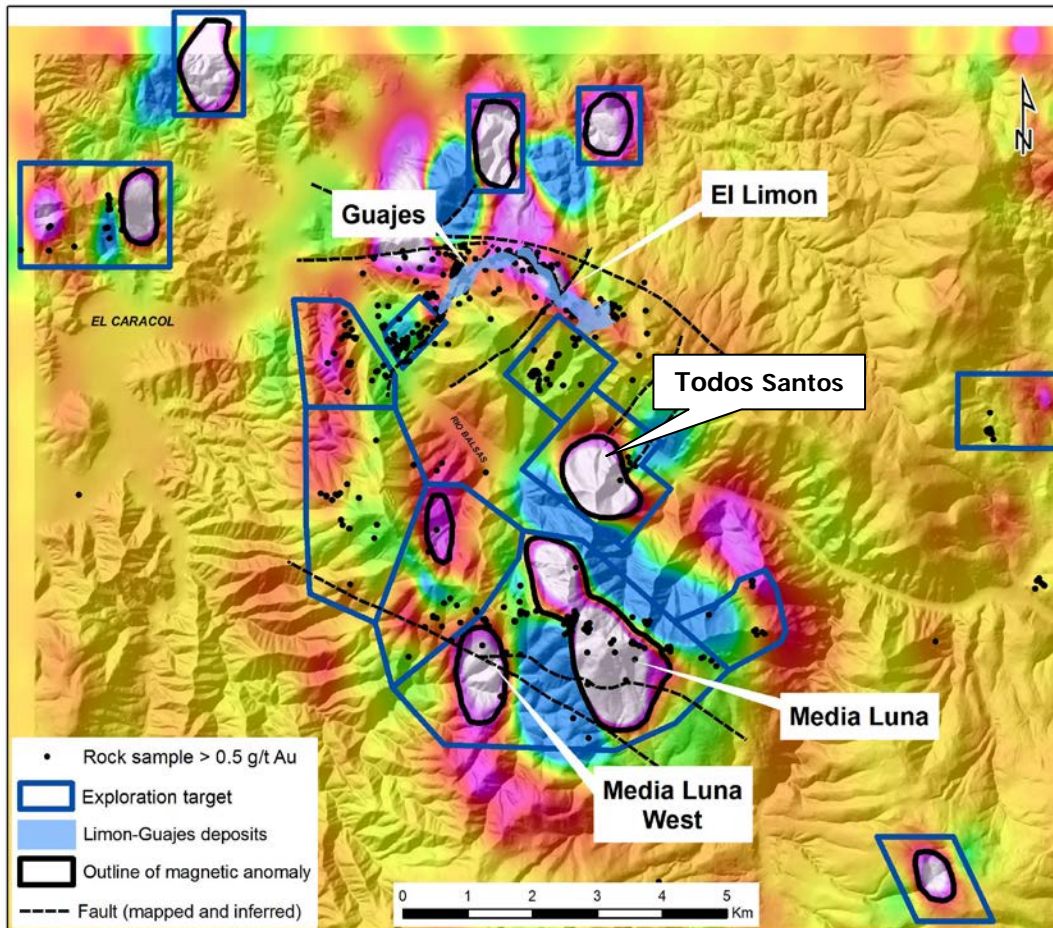 N
Guajes
El Limon
EL CARACOL
Todos Santos
RIO BALSAS
Media Luna
Media Luna
West
Rock sample > 0.5 g/t Au
Exploration target
Limon-Guajes deposits
Outline of magnetic anomaly
Fault (mapped and inferred)
0 1 2 3 4 5
Km